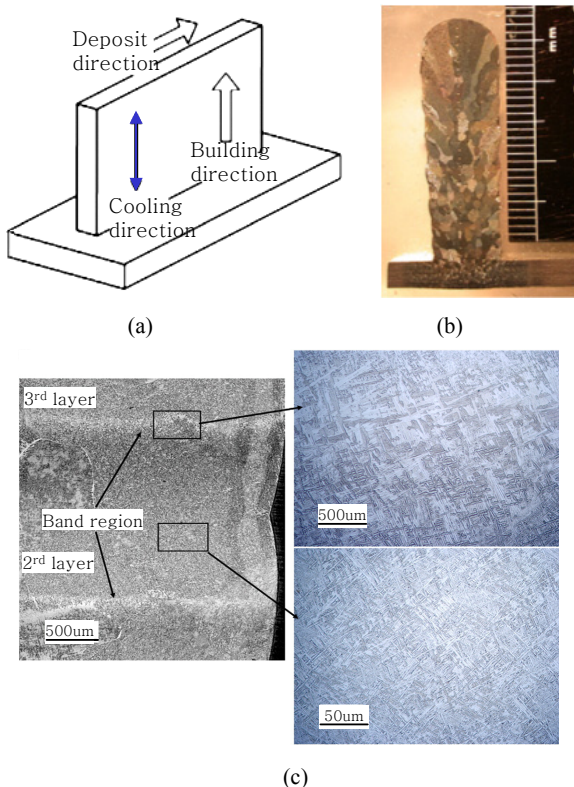 Deposit
direction
Building
direction
Cooling
direction
(a)
(b)
3rd layer
Band region
2rd layer
500um
500um
50um
(c)